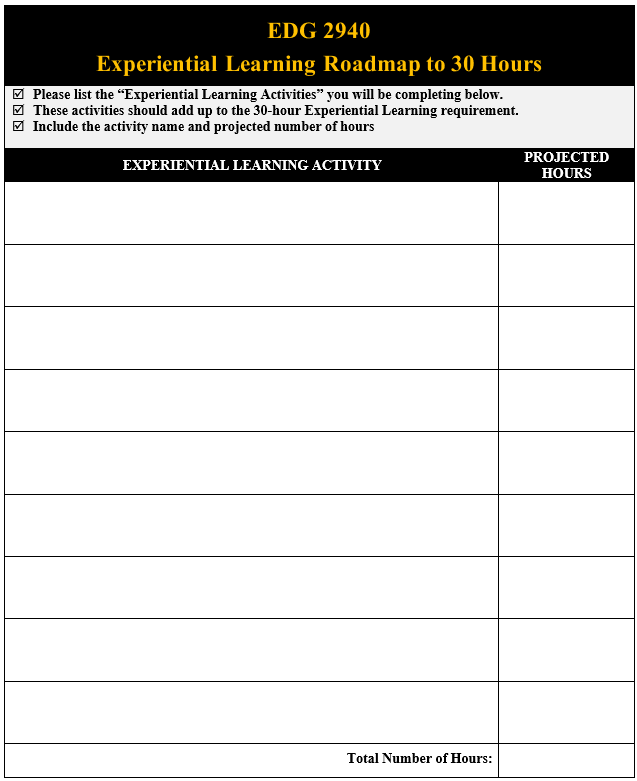 EDG 2940
Experiential Learning Roadmap to 30 Hours
☑ Please list the “Experiential Learning Activities” you will be completing below.
☑ These activities should add up to the 30-hour Experiential Learning requirement.
☑ Include the activity name and projected number of hours
EXPERIENTIAL LEARNING ACTIVITY
PROJECTED
HOURS
Total Number of Hours: